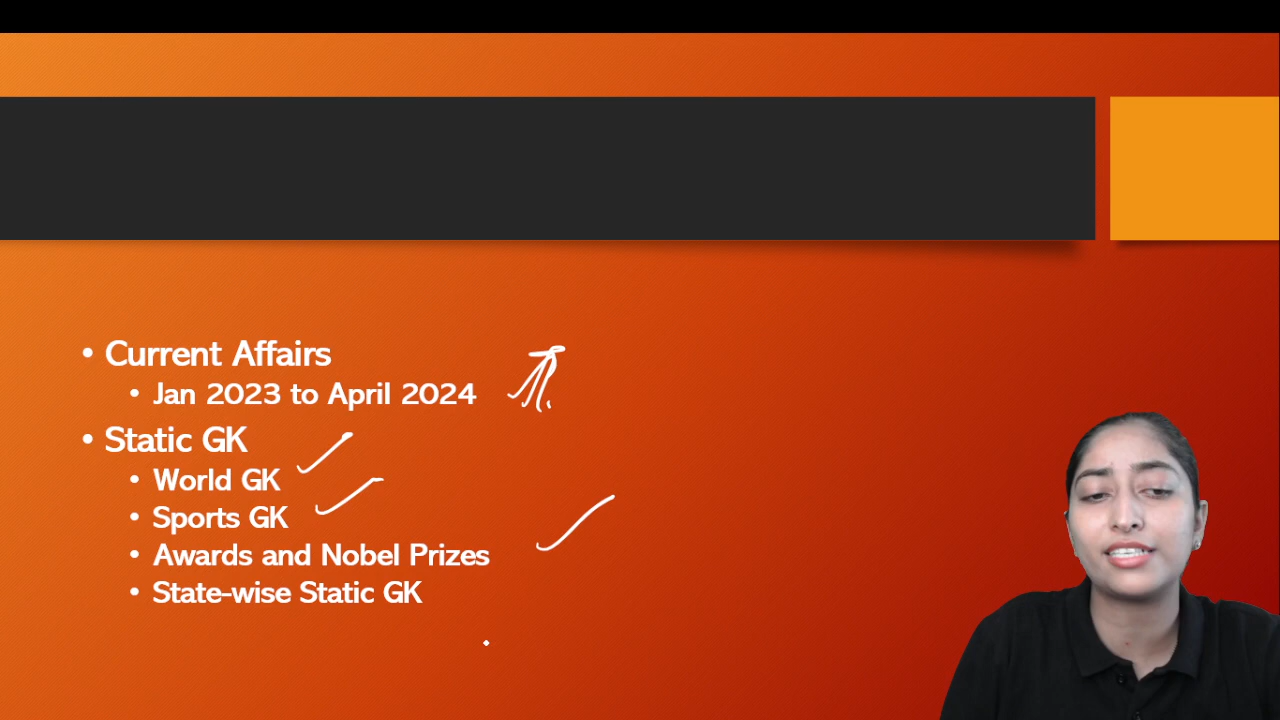 • Current Affairs
• Jan 2023 to April 2024
• Static GK
• World GK
• Sports GK
• Awards and Nobel Prizes
• State-wise Static GK